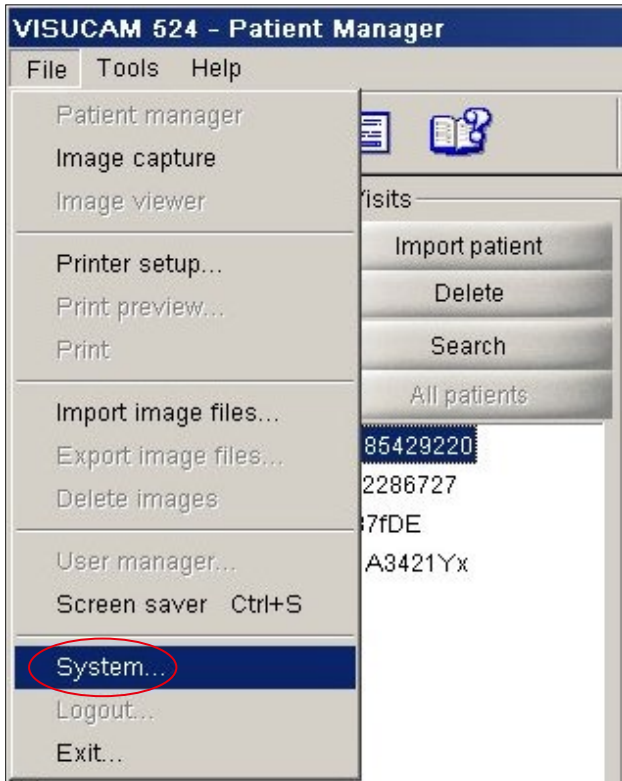 VISUCAM 524 - Patient Manager
File Tools Help
Patient manager
Image capture
Image viewer
Printer setup...
Print preview...
Print
Import image files...
Export image files...
Delete images
User manager...
Screen saver Ctrl+S
System...
Logout...
Exit...
isits
Import patient
Delete
Search
All patients
85429220
2286727
7fDE
A3421Yx